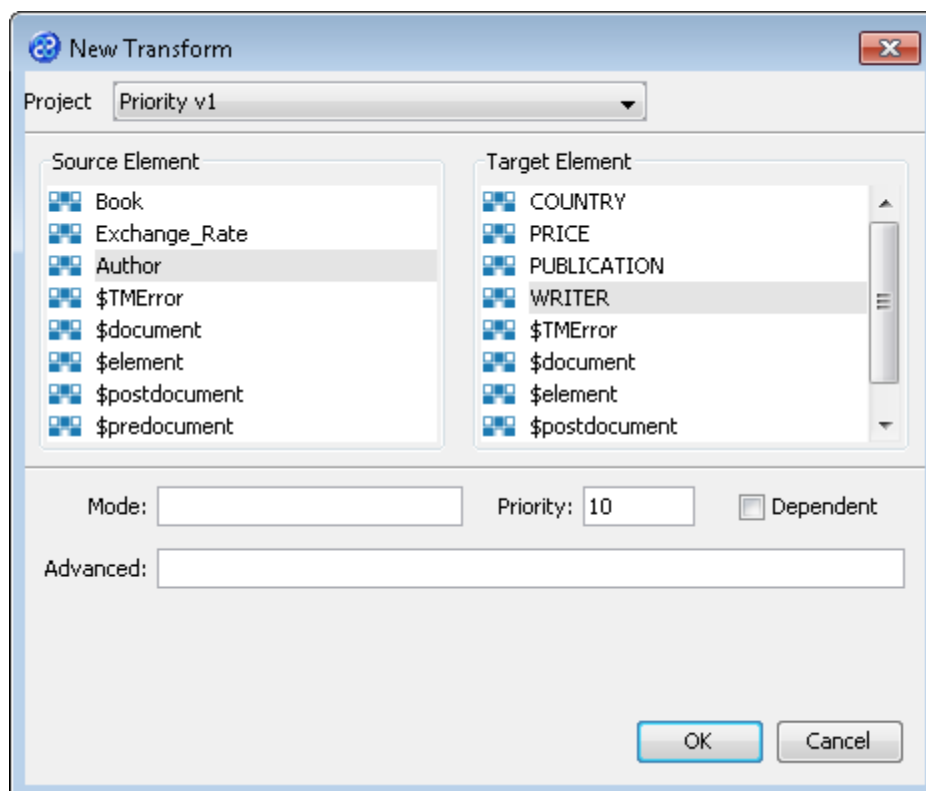 New Transform
Project Priority v1
Source Element
Book
Exchange_Rate
Author
$TMError
$document
$element
$postdocument
$predocument
Target Element
COUNTRY
PRICE
PUBLICATION
WRITER
$TMError
$document
$element
$postdocument
Mode: Priority: 10 Dependent
Advanced:
OK Cancel